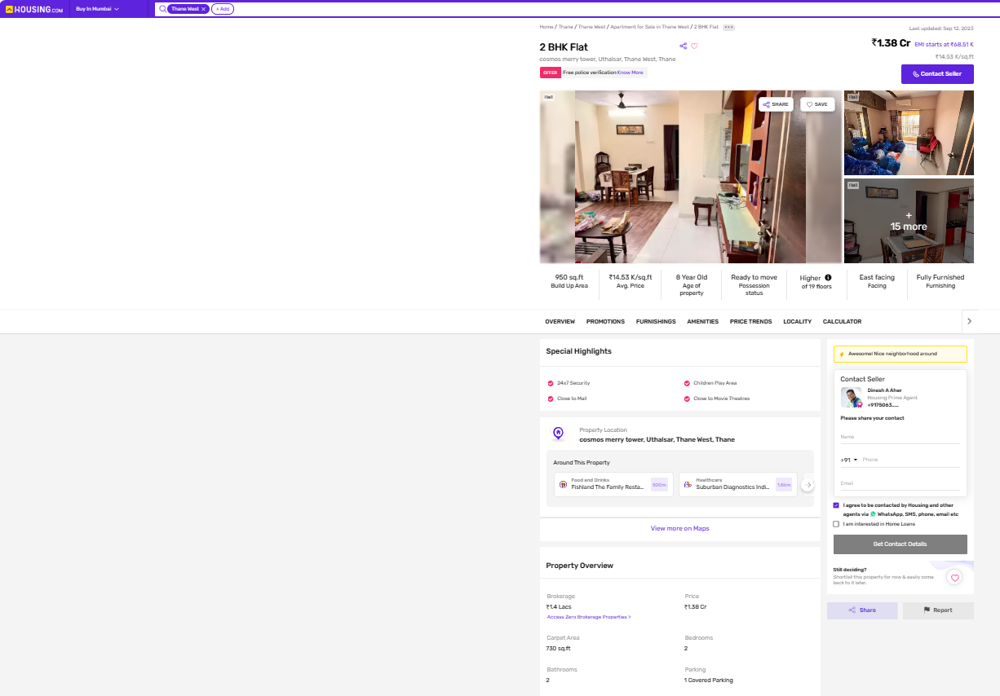 HOUSING.COM
Buy In Mumbai
Thane West
+ Add
Home / Thane / Thane West / Apartment for Sale in Thane West / 2 BHK Flat
Last updated: Sep 12, 2023
2 BHK Flat
₹1.38 Cr EMI starts at ₹68.51 K
cosmos merry tower, Uthalsar, Thane West, Thane
₹14.53 K/sq.ft
OFFER Free police verification Know More
Contact Seller
Hall
SHARE
SAVE
Hall
Hall
+
15 more
950 sq.ft
Build Up Area
₹14.53 K/sq.ft
Avg. Price
8 Year Old
Age of
property
Ready to move
Possession
status
Higher
of 19 floors
East facing
Facing
Fully Furnished
Furnishing
OVERVIEW PROMOTIONS FURNISHINGS AMENITIES PRICE TRENDS LOCALITY CALCULATOR
Special Highlights
24x7 Security
Children Play Area
Close to Mall
Close to Movie Theatres
Property Location
cosmos merry tower, Uthalsar, Thane West, Thane
Around This Property
Food and Drinks
Fishland The Family Resta...
500m
Healthcare
Suburban Diagnostics Indi...
1.8km
View more on Maps
Property Overview
Brokerage
₹1.4 Lacs
Access Zero Brokerage Properties >
Price
₹1.38 Cr
Carpet Area
730 sq.ft
Bedrooms
2
Bathrooms
2
Parking
1 Covered Parking
Awesome! Nice neighborhood around
Contact Seller
Dinesh A Aher
Housing Prime Agent
+9175063.....
Please share your contact
Name
+91 Phone
Email
I agree to be contacted by Housing and other
agents via WhatsApp, SMS, phone, email etc
I am interested in Home Loans
Get Contact Details
Still deciding?
Shortlist this property for now & easily come
back to it later.
Share
Report